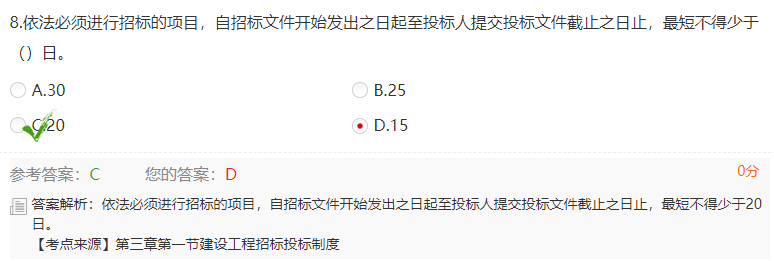 8.依法必须进行招标的项目，自招标文件开始发出之日起至投标人提交投标文件截止之日止，最短不得少于
（）日。
A.30
B.25
C.20
D.15
参考答案：C 您的答案：D 0分
答案解析：依法必须进行招标的项目，自招标文件开始发出之日起至投标人提交投标文件截止之日止，最短不得少于20
日。
【考点来源】第三章第一节建设工程招标投标制度